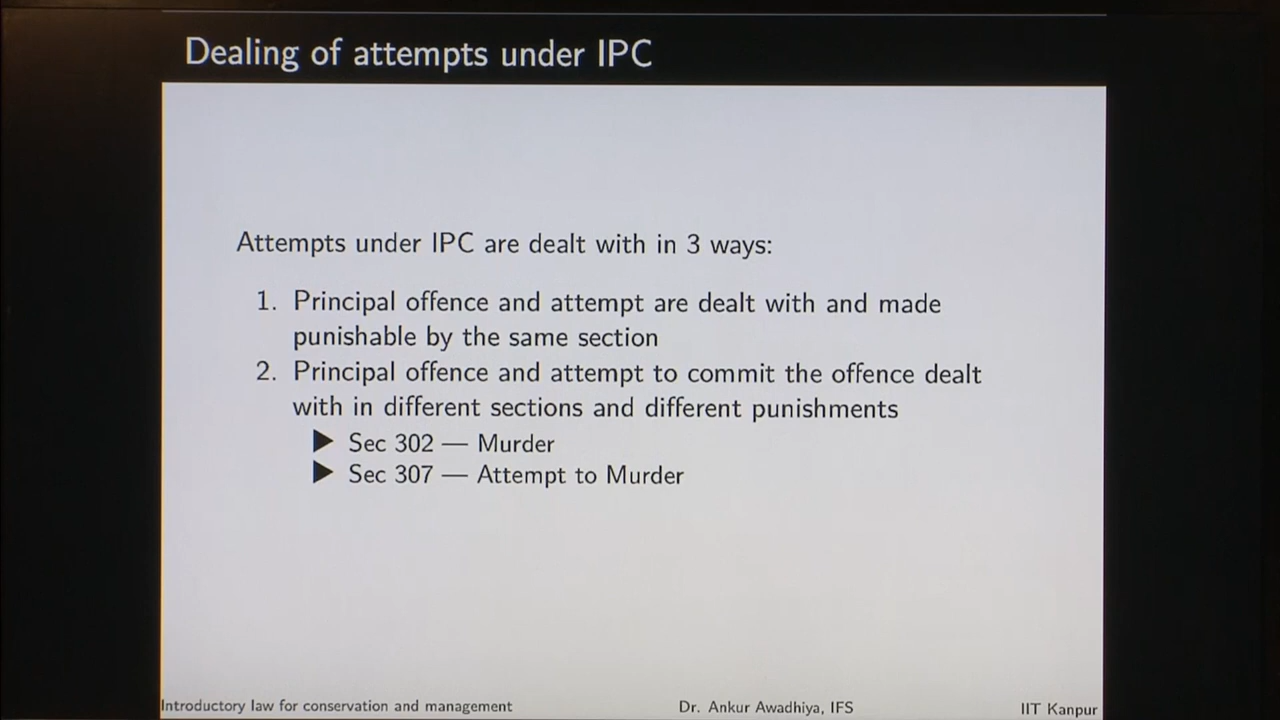 Dealing of attempts under IPC
Attempts under IPC are dealt with in 3 ways:
1. Principal offence and attempt are dealt with and made
punishable by the same section
2. Principal offence and attempt to commit the offence dealt
with in different sections and different punishments
▶ Sec 302 — Murder
▶ Sec 307 — Attempt to Murder
Introductory law for conservation and management Dr. Ankur Awadhiya, IFS IIT Kanpur